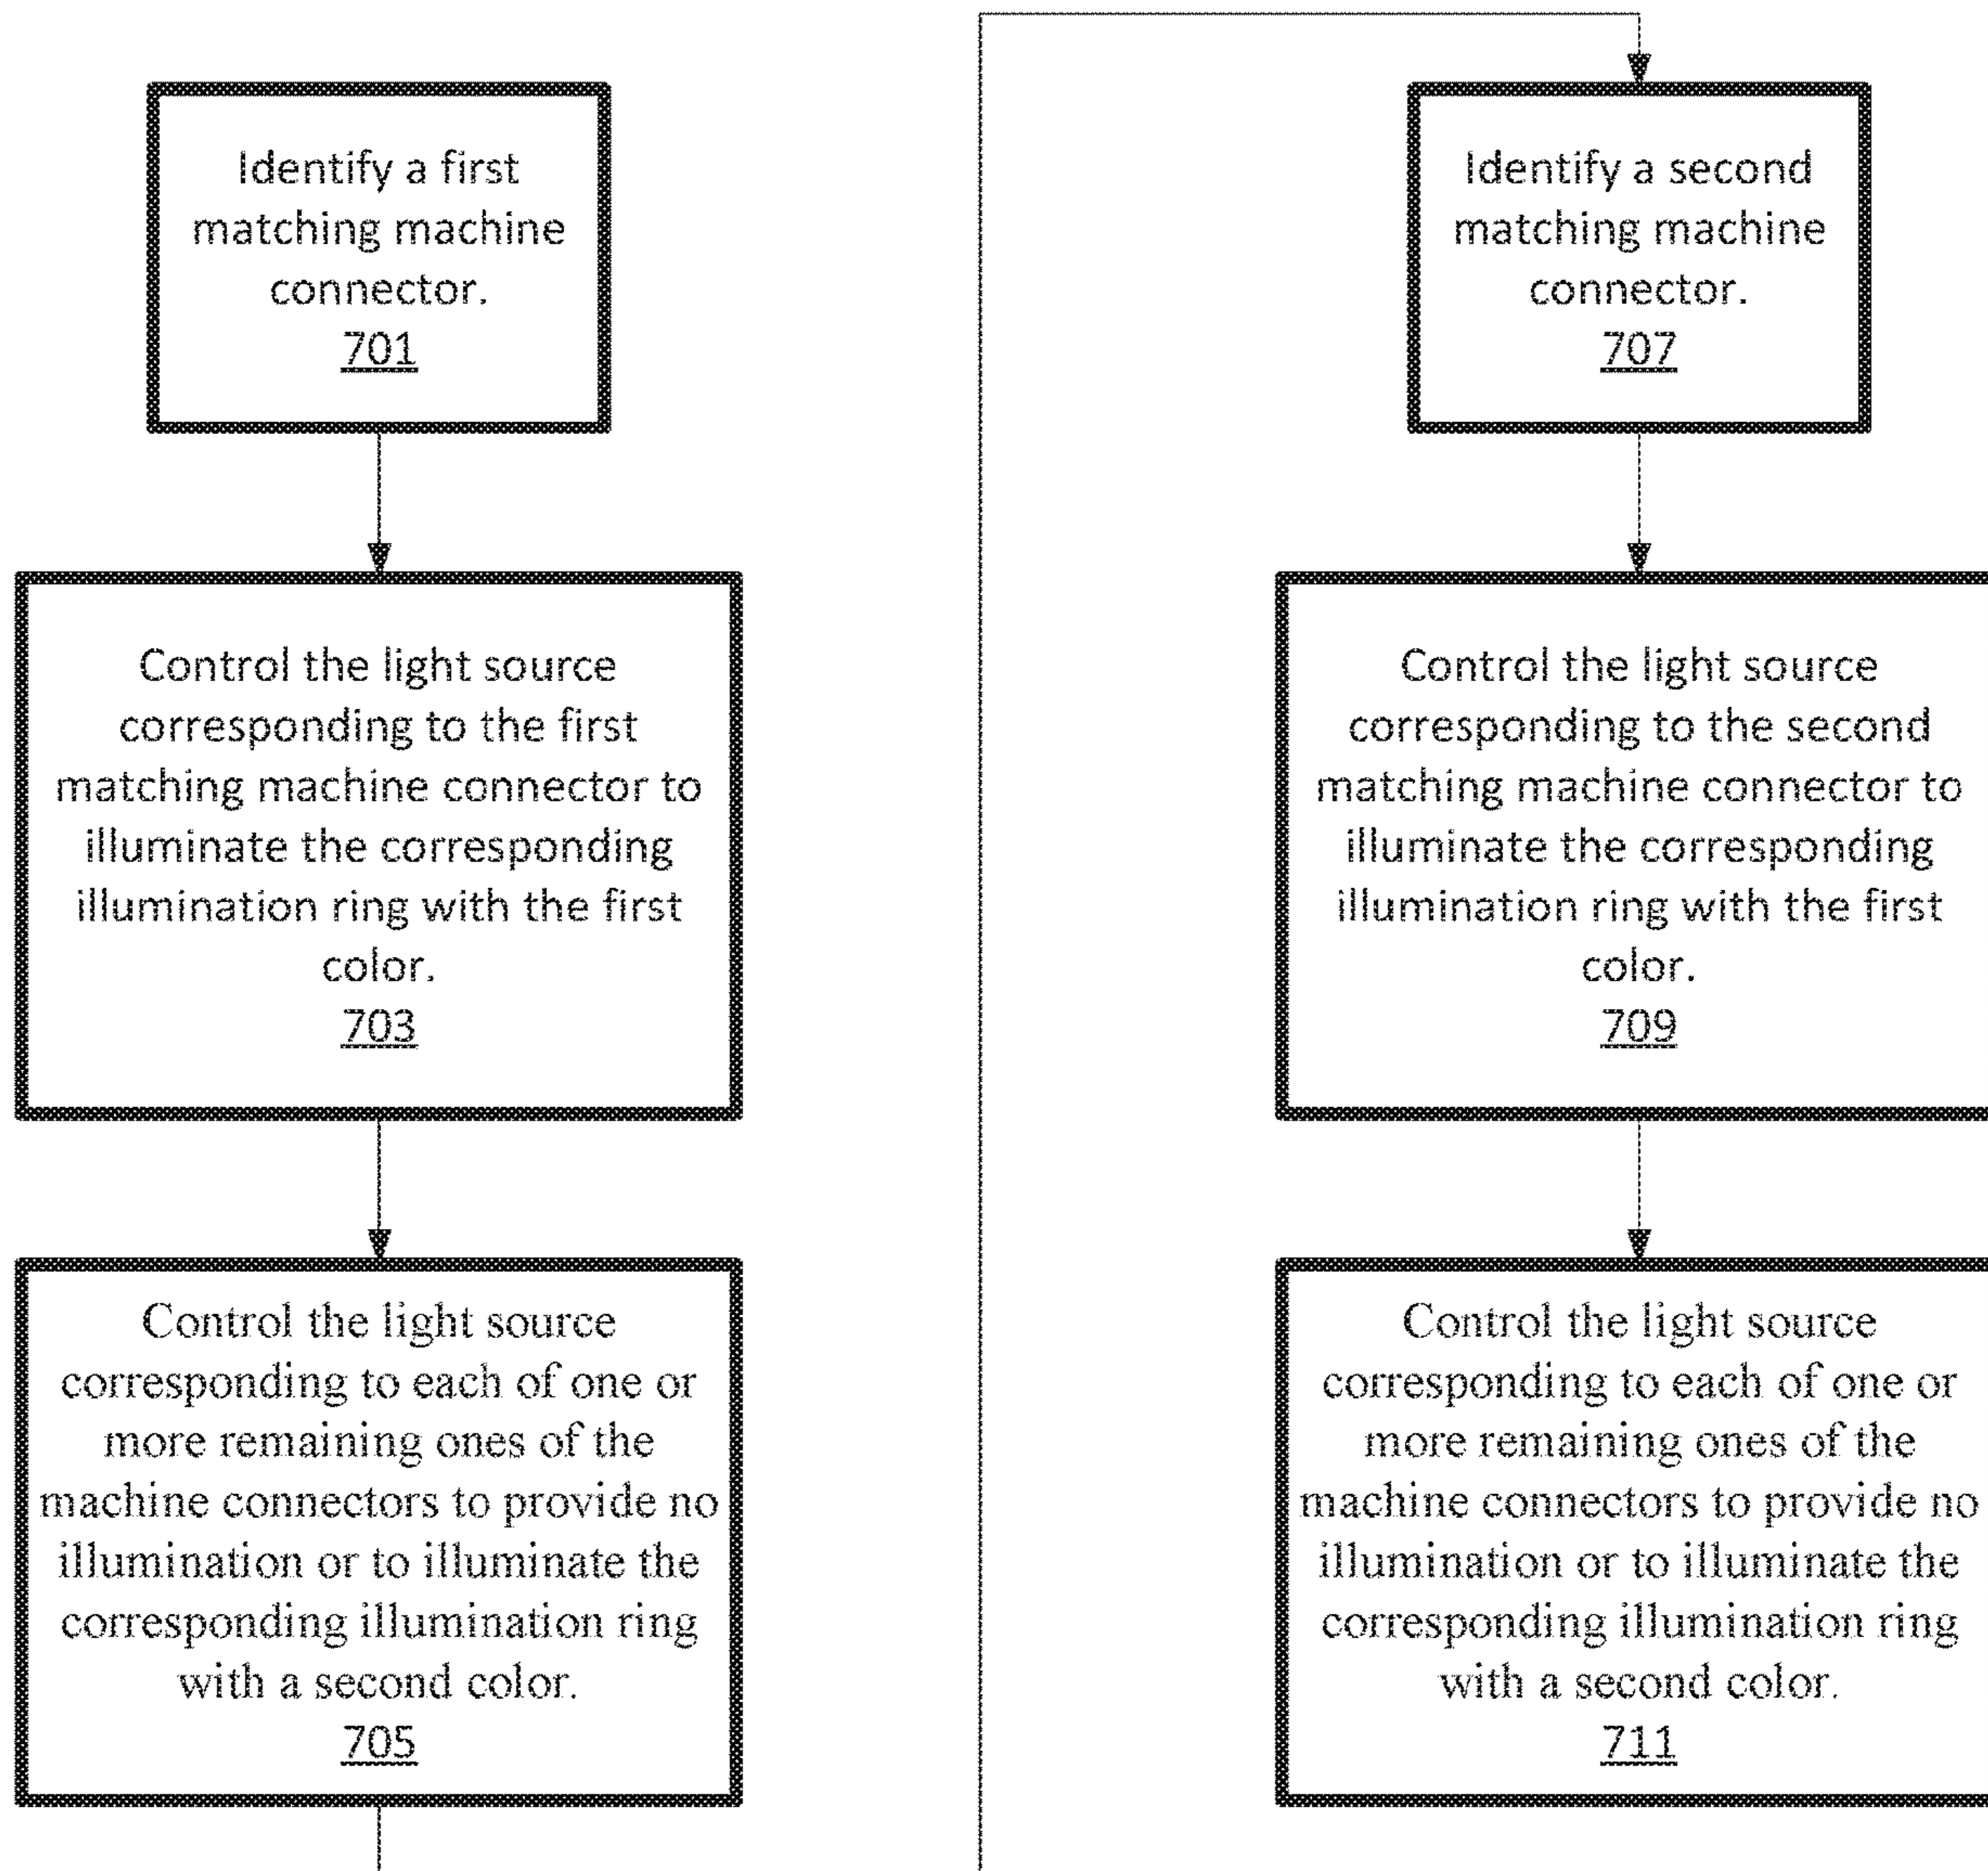 Identify a first
matching machine
connector.
701
Control the light source
corresponding to the first
matching machine connector to
illuminate the corresponding
illumination ring with the first
color.
703
Control the light source
corresponding to each of one or
more remaining ones of the
machine connectors to provide no
illumination or to illuminate the
corresponding illumination ring
with a second color.
705
Identify a second
matching machine
connector.
707
Control the light source
corresponding to the second
matching machine connector to
illuminate the corresponding
illumination ring with the first
color.
709
Control the light source
corresponding to each of one or
more remaining ones of the
machine connectors to provide no
illumination or to illuminate the
corresponding illumination ring
with a second color.
711